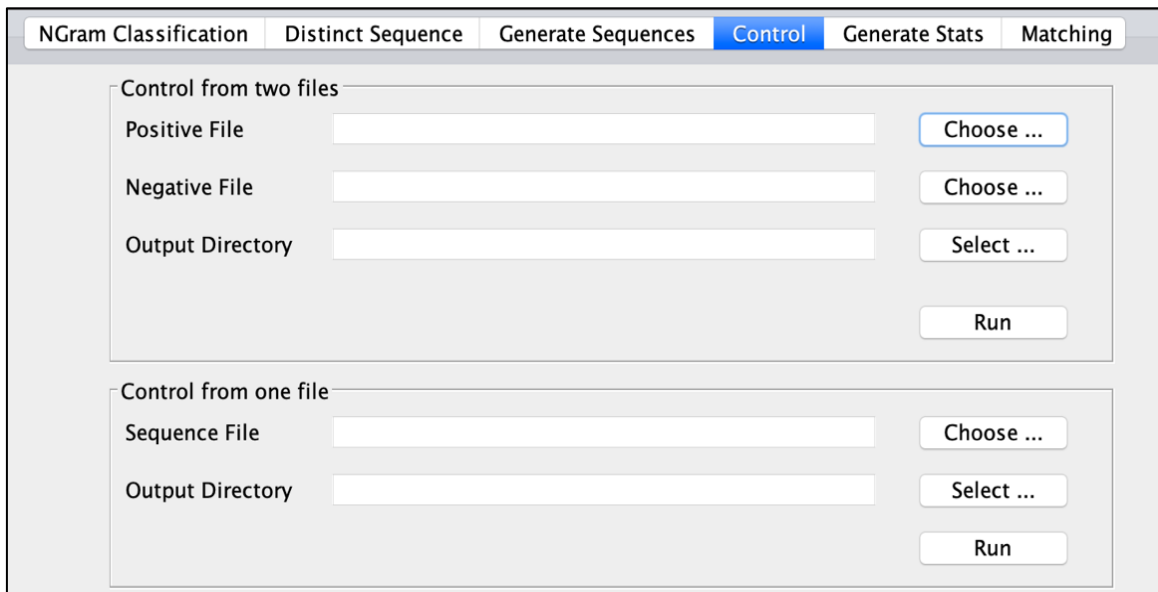 NGram Classification Distinct Sequence Generate Sequences Control Generate Stats Matching
Control from two files
Positive File Choose ...
Negative File Choose ...
Output Directory Select ...
Run
Control from one file
Sequence File Choose ...
Output Directory Select ...
Run